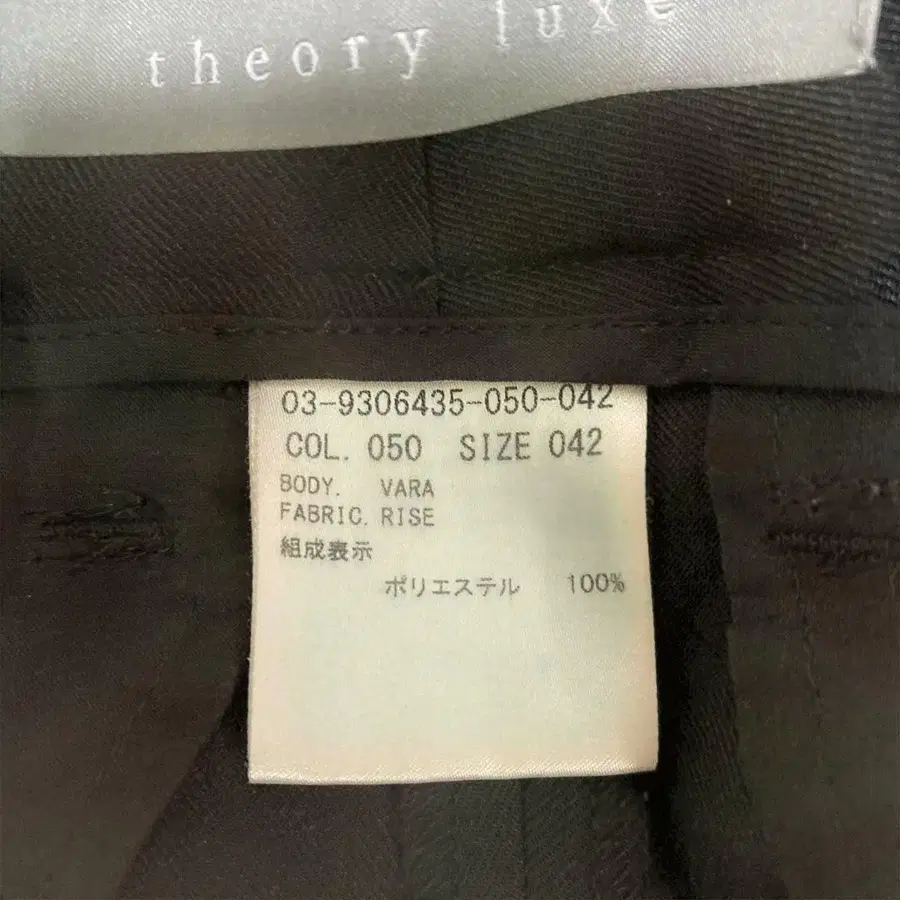 theory luxe
03-9306435-050-042
COL. 050 SIZE 042
BODY. VARA
FABRIC. RISE
組成表示
ポリエステル 100%